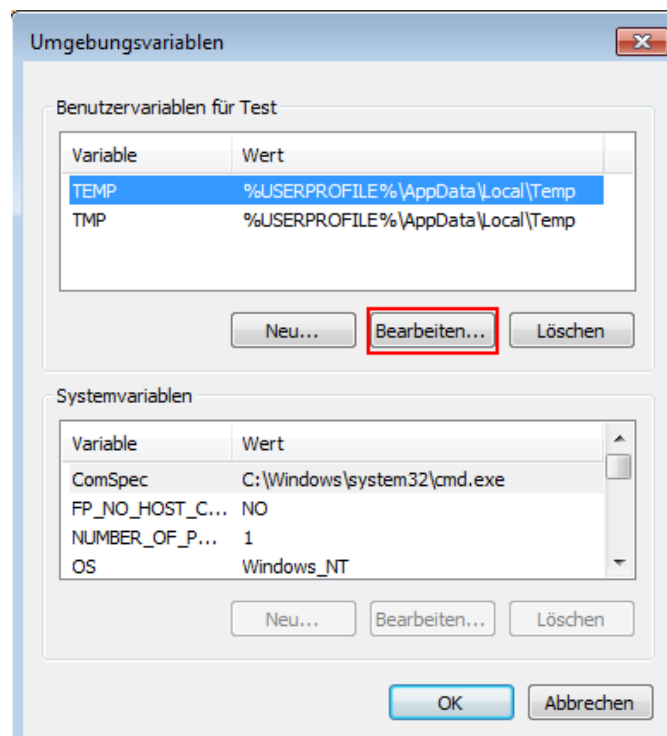 Umgebungsvariablen
Benutzervariablen für Test
Variable Wert
TEMP %USERPROFILE%\AppData\Local\Temp
TMP %USERPROFILE%\AppData\Local\Temp
Neu... Bearbeiten... Löschen
Systemvariablen
Variable Wert
ComSpec C:\Windows\system32\cmd.exe
FP_NO_HOST_C... NO
NUMBER_OF_P... 1
OS Windows_NT
Neu... Bearbeiten... Löschen
OK Abbrechen